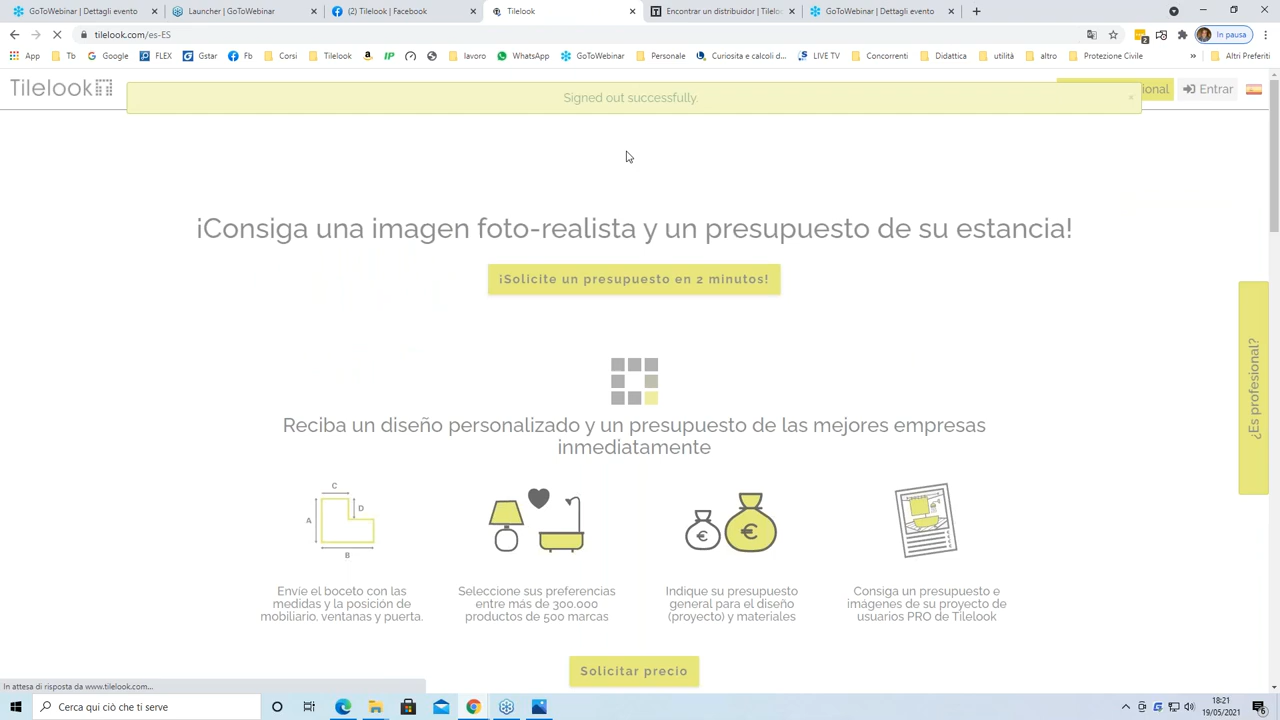 GoToWebinar | Dettagli evento
Launcher | GoToWebinar
(2) Tilelook | Facebook
Tilelook
Encontrar un distribuidor | Tilelo
GoToWebinar | Dettagli evento
tilelook.com/es-ES
In pausa
App
Tb
Google
FLEX
Gstar
Fb
Corsi
Tilelook
IP
lavoro
WhatsApp
GoToWebinar
Personale
Curiosita e calcoli d...
LIVE TV
Concorrenti
Didattica
utilità
altro
Protezione Civile
»
Altri Preferiti
Tilelook
Signed out successfully.
×
ional
Entrar
¡Consiga una imagen foto-realista y un presupuesto de su estancia!
¡Solicite un presupuesto en 2 minutos!
¿Es profesional?
Reciba un diseño personalizado y un presupuesto de las mejores empresas
inmediatamente
C
A
D
B
€
€
Envíe el boceto con las
medidas y la posición de
mobiliario, ventanas y puerta.
Seleccione sus preferencias
entre más de 300.000
productos de 500 marcas
Indique su presupuesto
general para el diseño
(proyecto) y materiales
Consiga un presupuesto e
imágenes de su proyecto de
usuarios PRO de Tilelook
Solicitar precio
In attesa di risposta da www.tilelook.com...
Cerca qui ciò che ti serve
18:21
19/05/2021
6